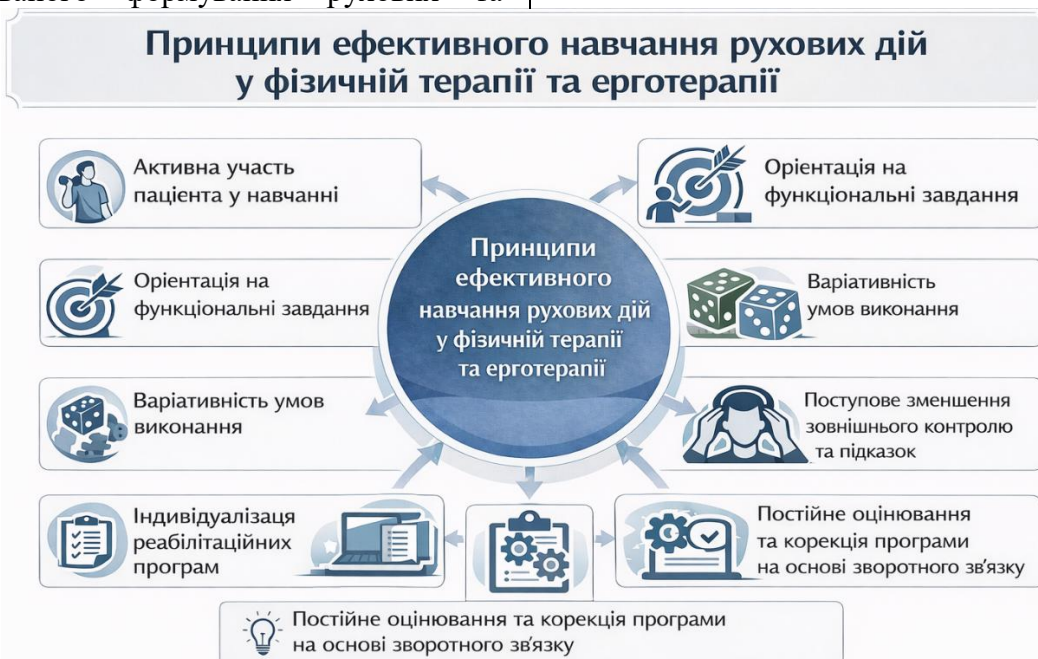 формування рухових та
Принципи ефективного навчання рухових дій
у фізичній терапії та ерготерапії
Активна участь
пацієнта у навчанні
Орієнтація на
функціональні завдання
Принципи
ефективного
навчання рухових дій
у фізичній терапії
та ерготерапії
Орієнтація на
функціональні завдання
Варіативність
умов виконання
Варіативність умов
виконання
Поступове зменшення
зовнішнього контролю
та підказок
Індивідуалізаця
реабілітаційних
програм
Постійне оцінювання
та корекція програми
на основі зворотного зв'язку
Постійне оцінювання та корекція програми
на основі зворотного зв'язку